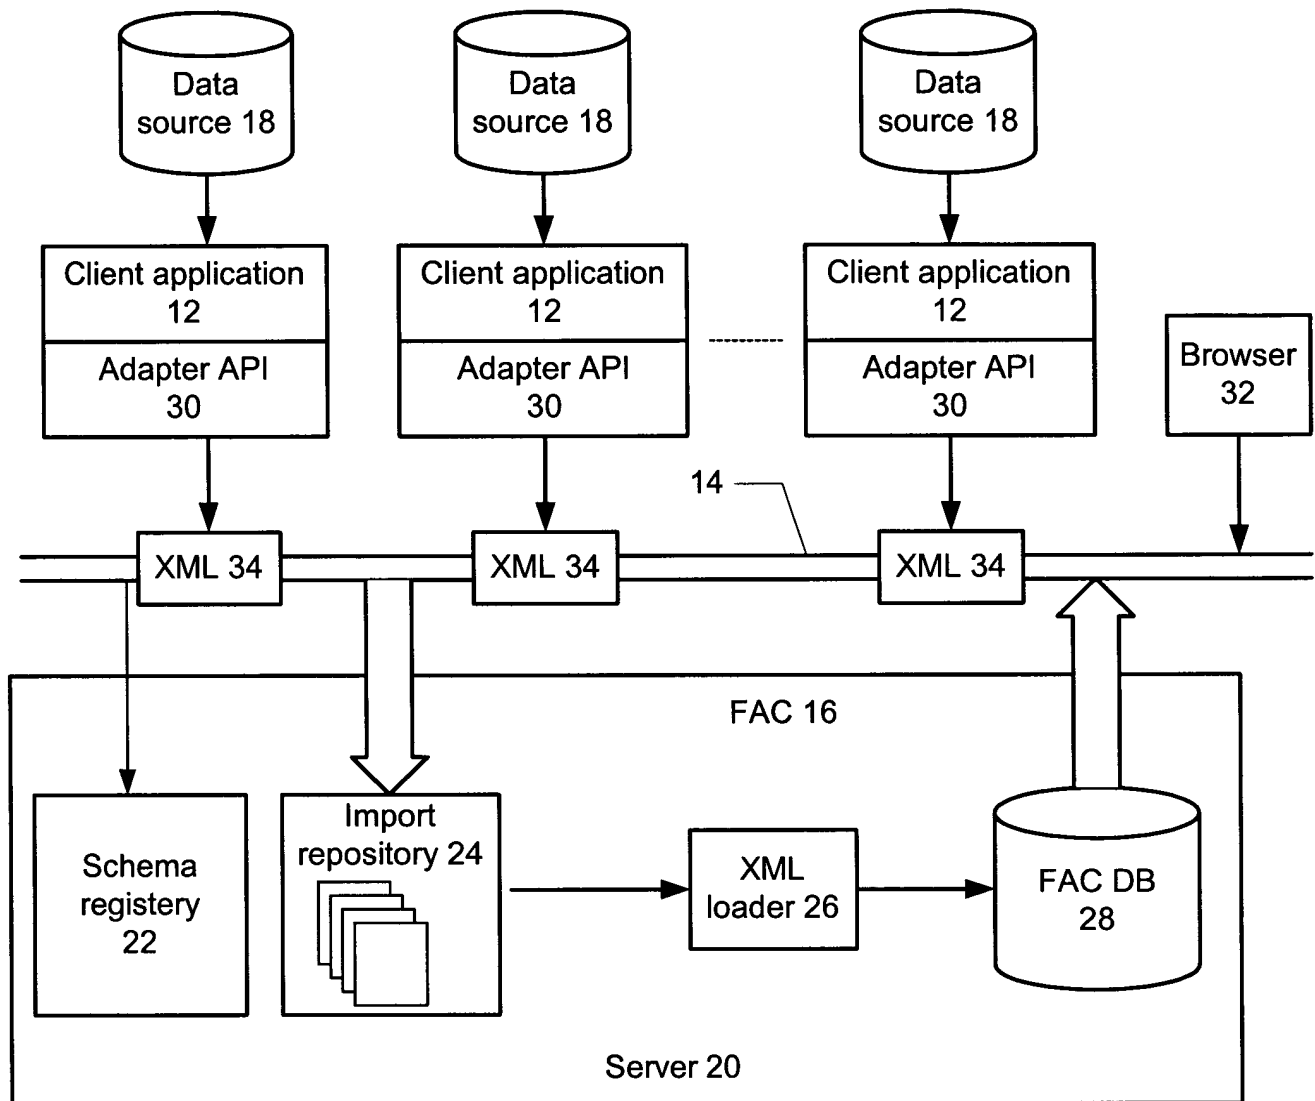 Data
source 18
Data
source 18
Data
source 18
Client application
12
Adapter API
30
Client application
12
Adapter API
30
Client application
12
Adapter API
30
Browser
32
14
XML 34
XML 34
XML 34
FAC 16
Schema
registery
22
Import
repository 24
XML
loader 26
FAC DB
28
Server 20